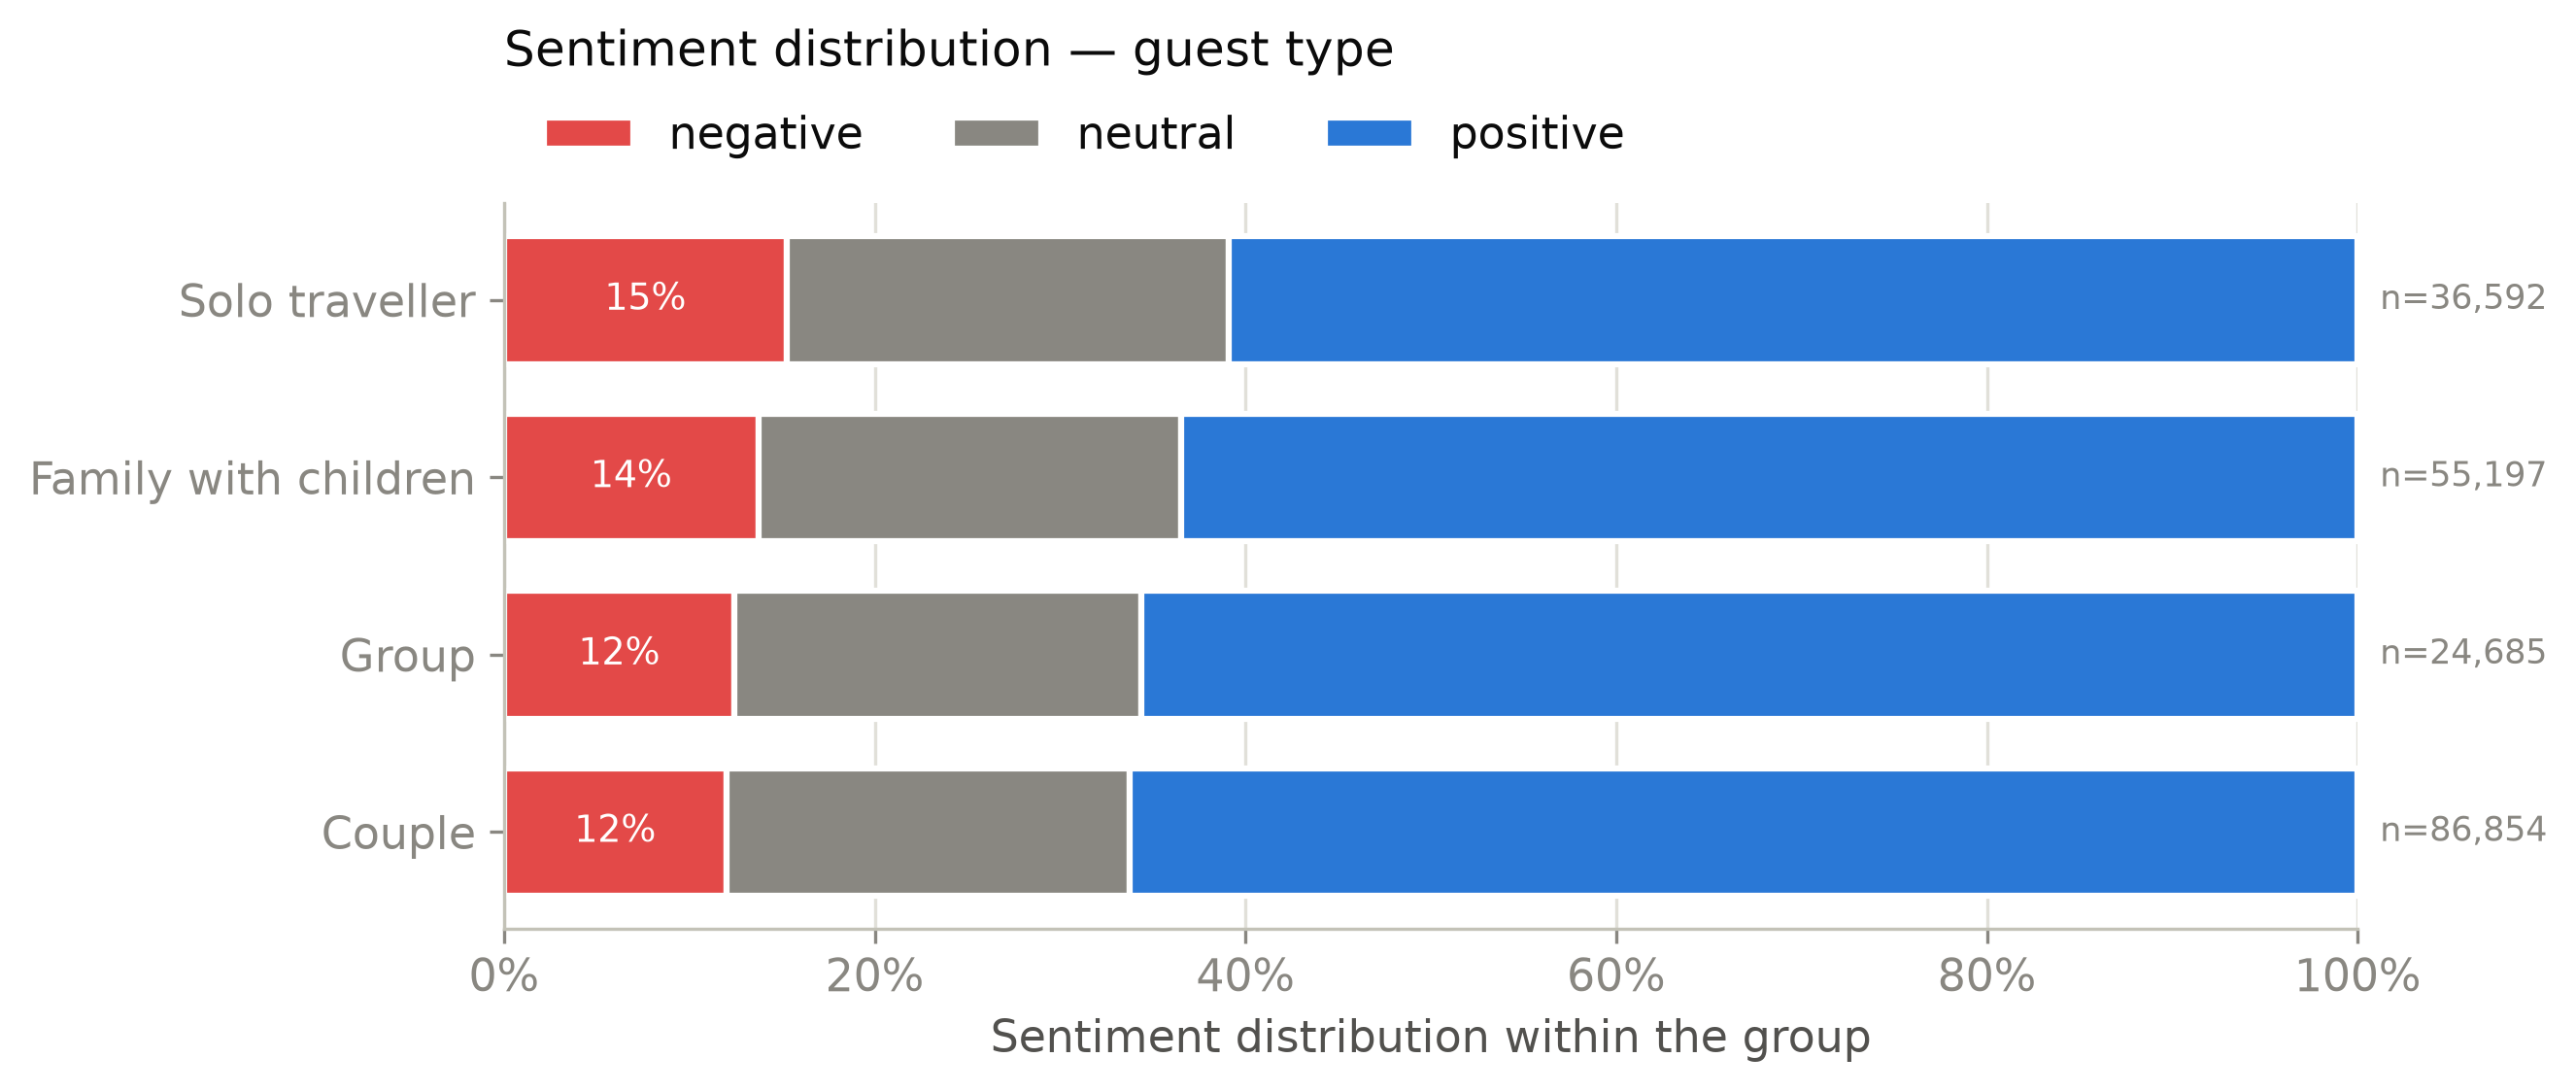 Sentiment distribution — guest type
negative neutral positive
Solo traveller 15% n=36,592
Family with children 14% n=55,197
Group 12% n=24,685
Couple 12% n=86,854
0% 20% 40% 60% 80% 100%
Sentiment distribution within the group